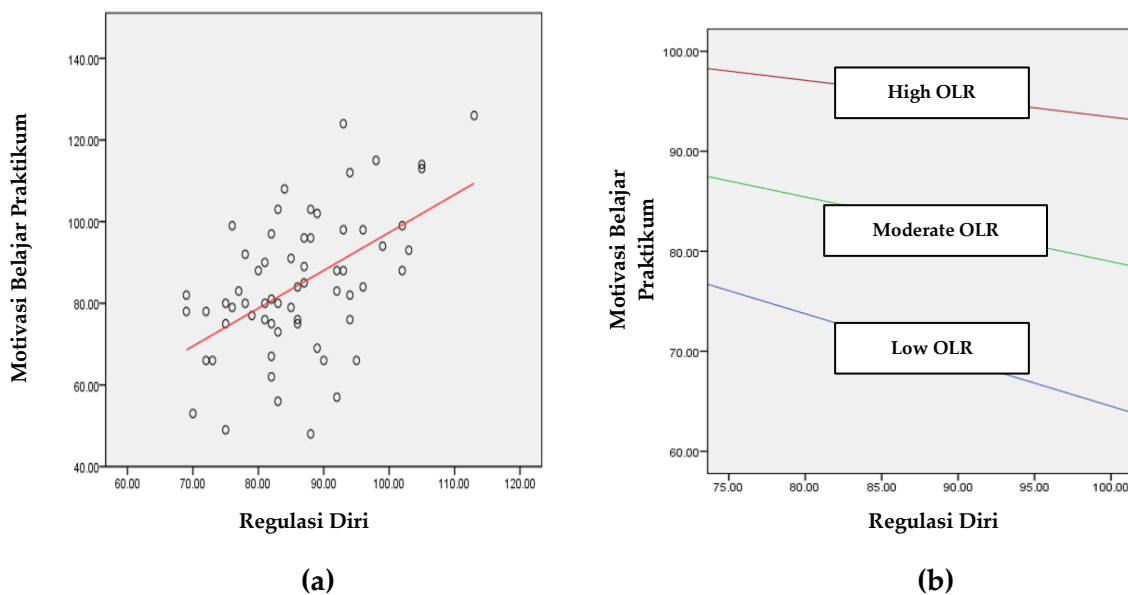 140.00
120.00
100.00
80.00
60.00
40.00
Motivasi Belajar Praktikum
60.00 70.00 80.00 90.00 100.00 110.00 120.00
Regulasi Diri
(a)
100.00
90.00
80.00
70.00
60.00
Motivasi Belajar
Praktikum
High OLR
Moderate OLR
Low OLR
75.00 80.00 85.00 90.00 95.00 100.00
Regulasi Diri
(b)